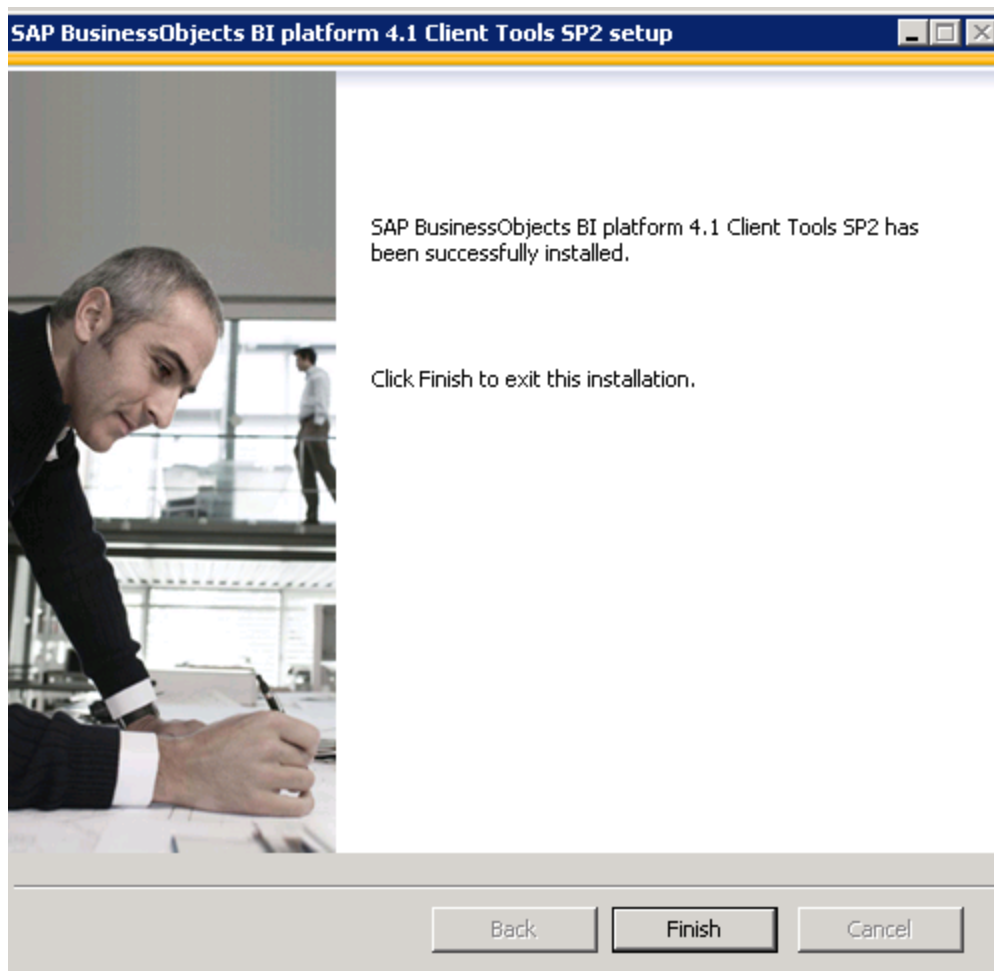 SAP BusinessObjects BI platform 4.1 Client Tools SP2 setup
SAP BusinessObjects BI platform 4.1 Client Tools SP2 has
been successfully installed.
Click Finish to exit this installation.
Back
Finish
Cancel